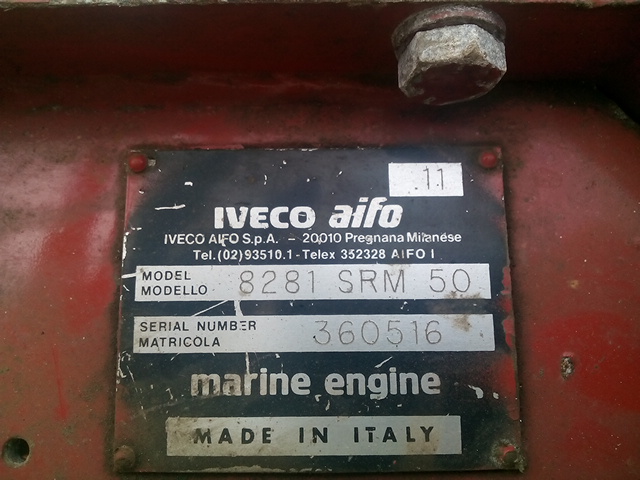 11
IVECO aifo
IVECO AIFO S.p.A. – 20010 Pregnana Milanese
Tel.(02)93510.1 - Telex 352328 AIFO I
MODEL
MODELLO 8281 SRM 50
SERIAL NUMBER
MATRICOLA 360516
marine engine
MADE IN ITALY